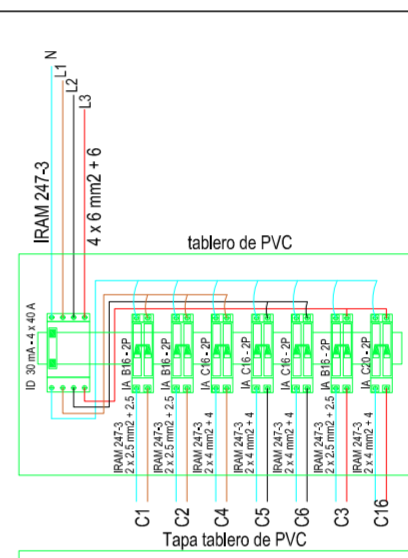 N
L1
L2
L3
IRAM 247-3
4 x 6 mm2 + 6
tablero de PVC
ID 30 mA - 4 x 40 A
IA B16 - 2P
IA B16 - 2P
IA C16 - 2P
IA C16 - 2P
IA C16 - 2P
IA B16 - 2P
IA C20 - 2P
IRAM 247-3
2 x 2.5 mm2 + 2.5
IRAM 247-3
2 x 2.5 mm2 + 2.5
IRAM 247-3
2 x 4 mm2 + 4
IRAM 247-3
2 x 4 mm2 + 4
IRAM 247-3
2 x 4 mm2 + 4
IRAM 247-3
2 x 2.5 mm2 + 2.5
IRAM 247-3
2 x 4 mm2 + 4
C1
C2
C4
C5
C6
C3
C16
Tapa tablero de PVC